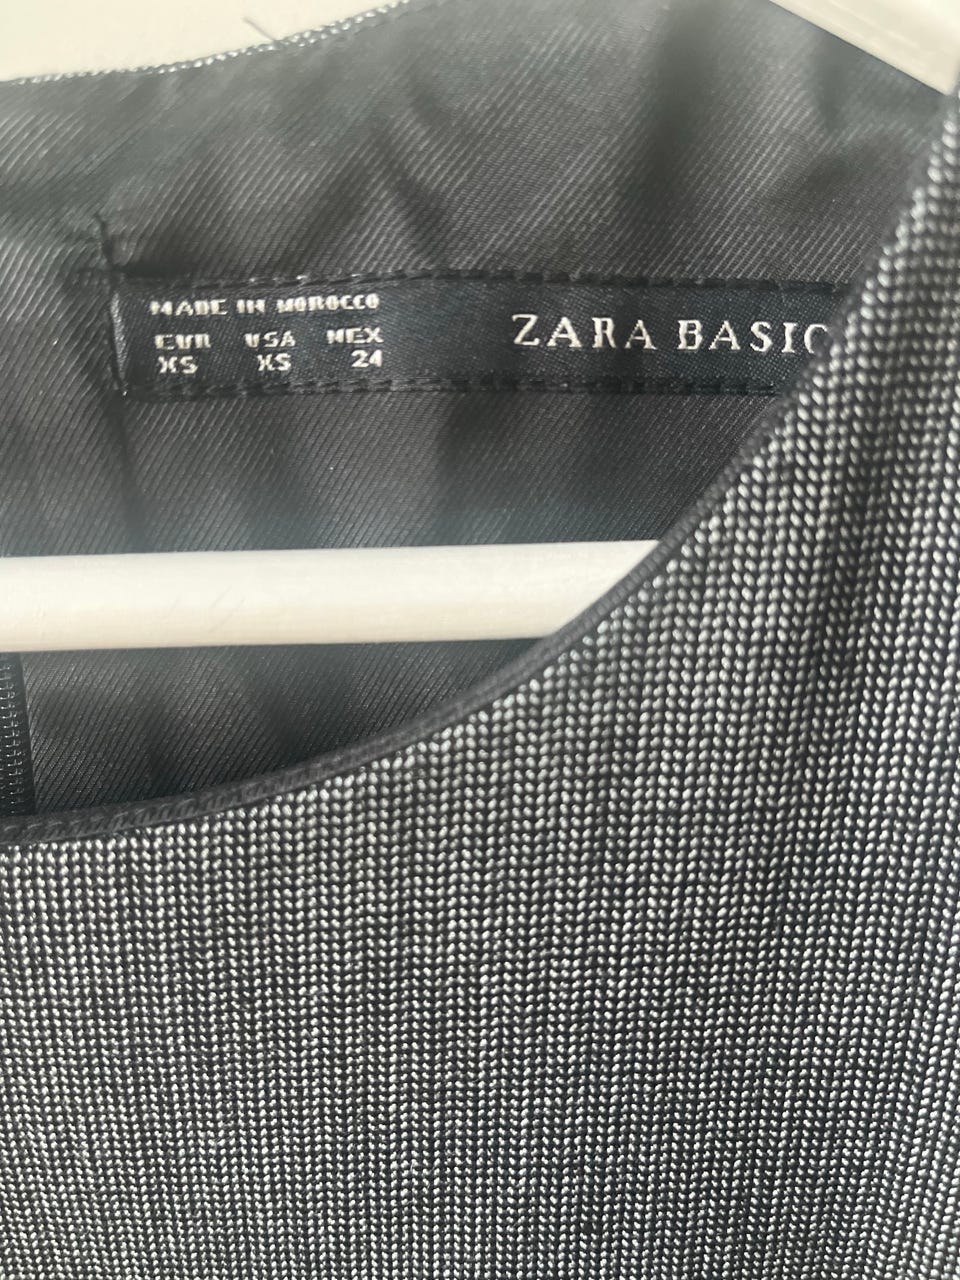 MADE IN MOROCCO
EUR USA MEX
XS XS 24
ZARA BASIC